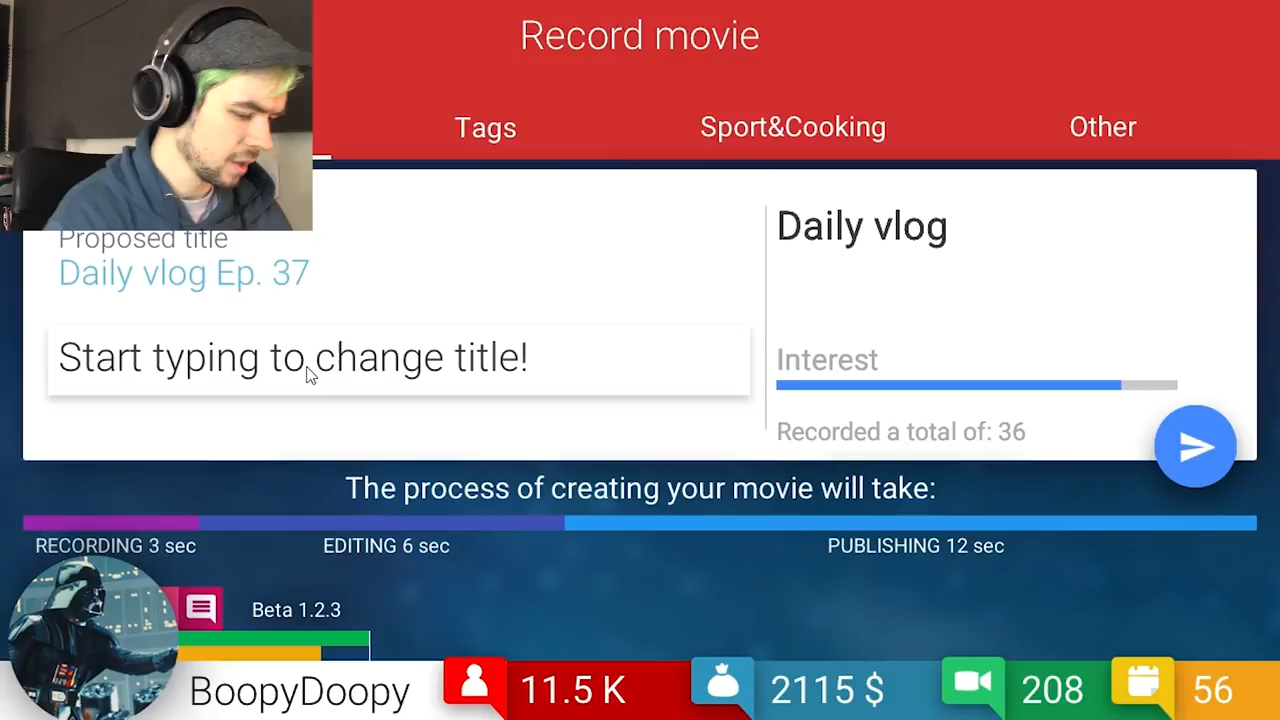 Record movie
Tags
Sport&Cooking
Other
Proposed title
Daily vlog Ep. 37
Start typing to change title!
Daily vlog
Interest
Recorded a total of: 36
The process of creating your movie will take:
RECORDING 3 sec
EDITING 6 sec
PUBLISHING 12 sec
Beta 1.2.3
BoopyDoopy
11.5 K
2115 $
208
56